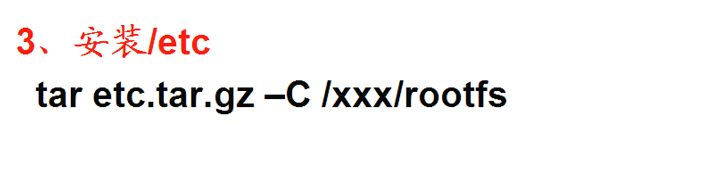 3、安装/etc
tar etc.tar.gz –C /xxx/rootfs